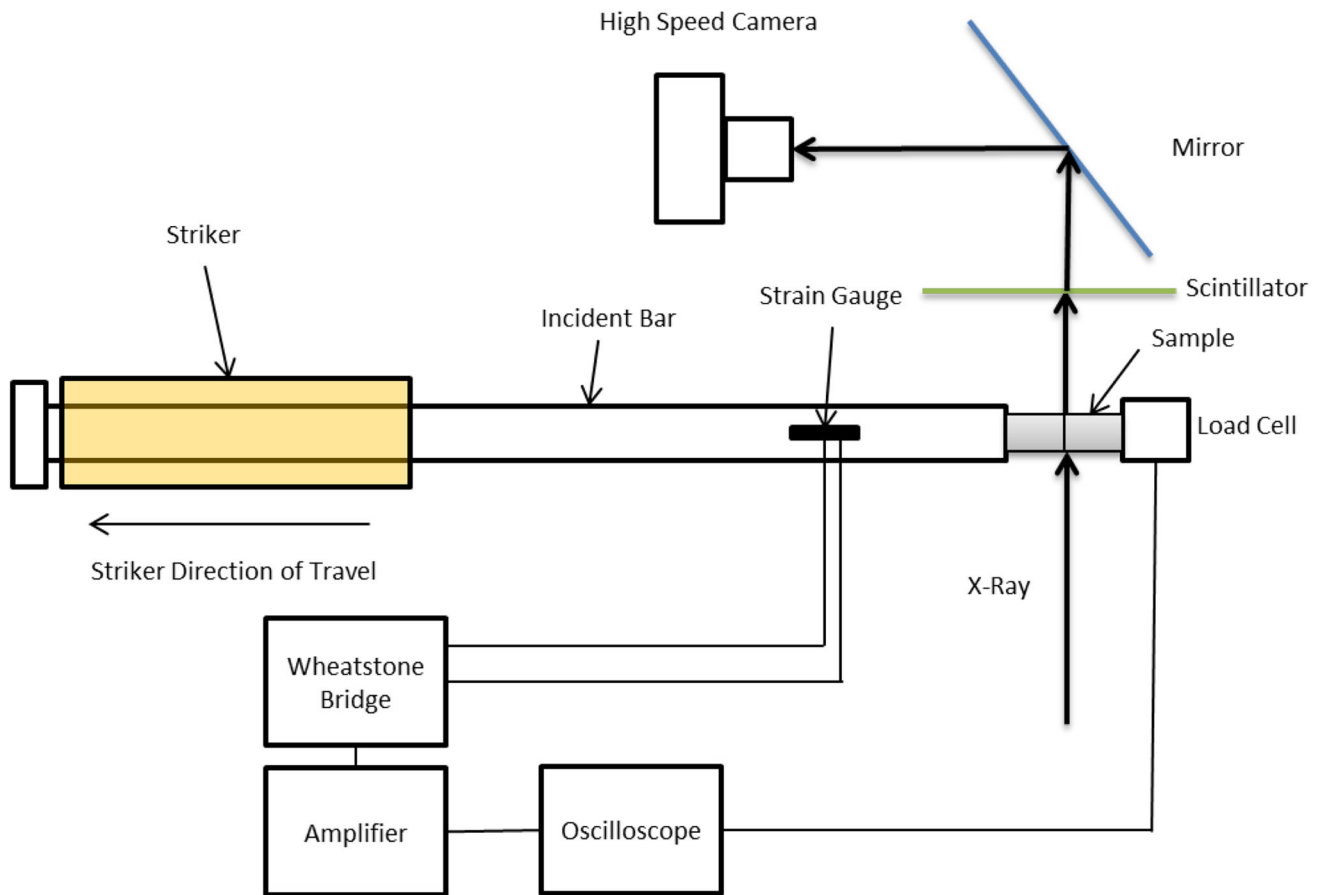 High Speed Camera
Mirror
Striker
Strain Gauge
Scintillator
Incident Bar
Sample
Load Cell
Striker Direction of Travel
X-Ray
Wheatstone
Bridge
Amplifier
Oscilloscope